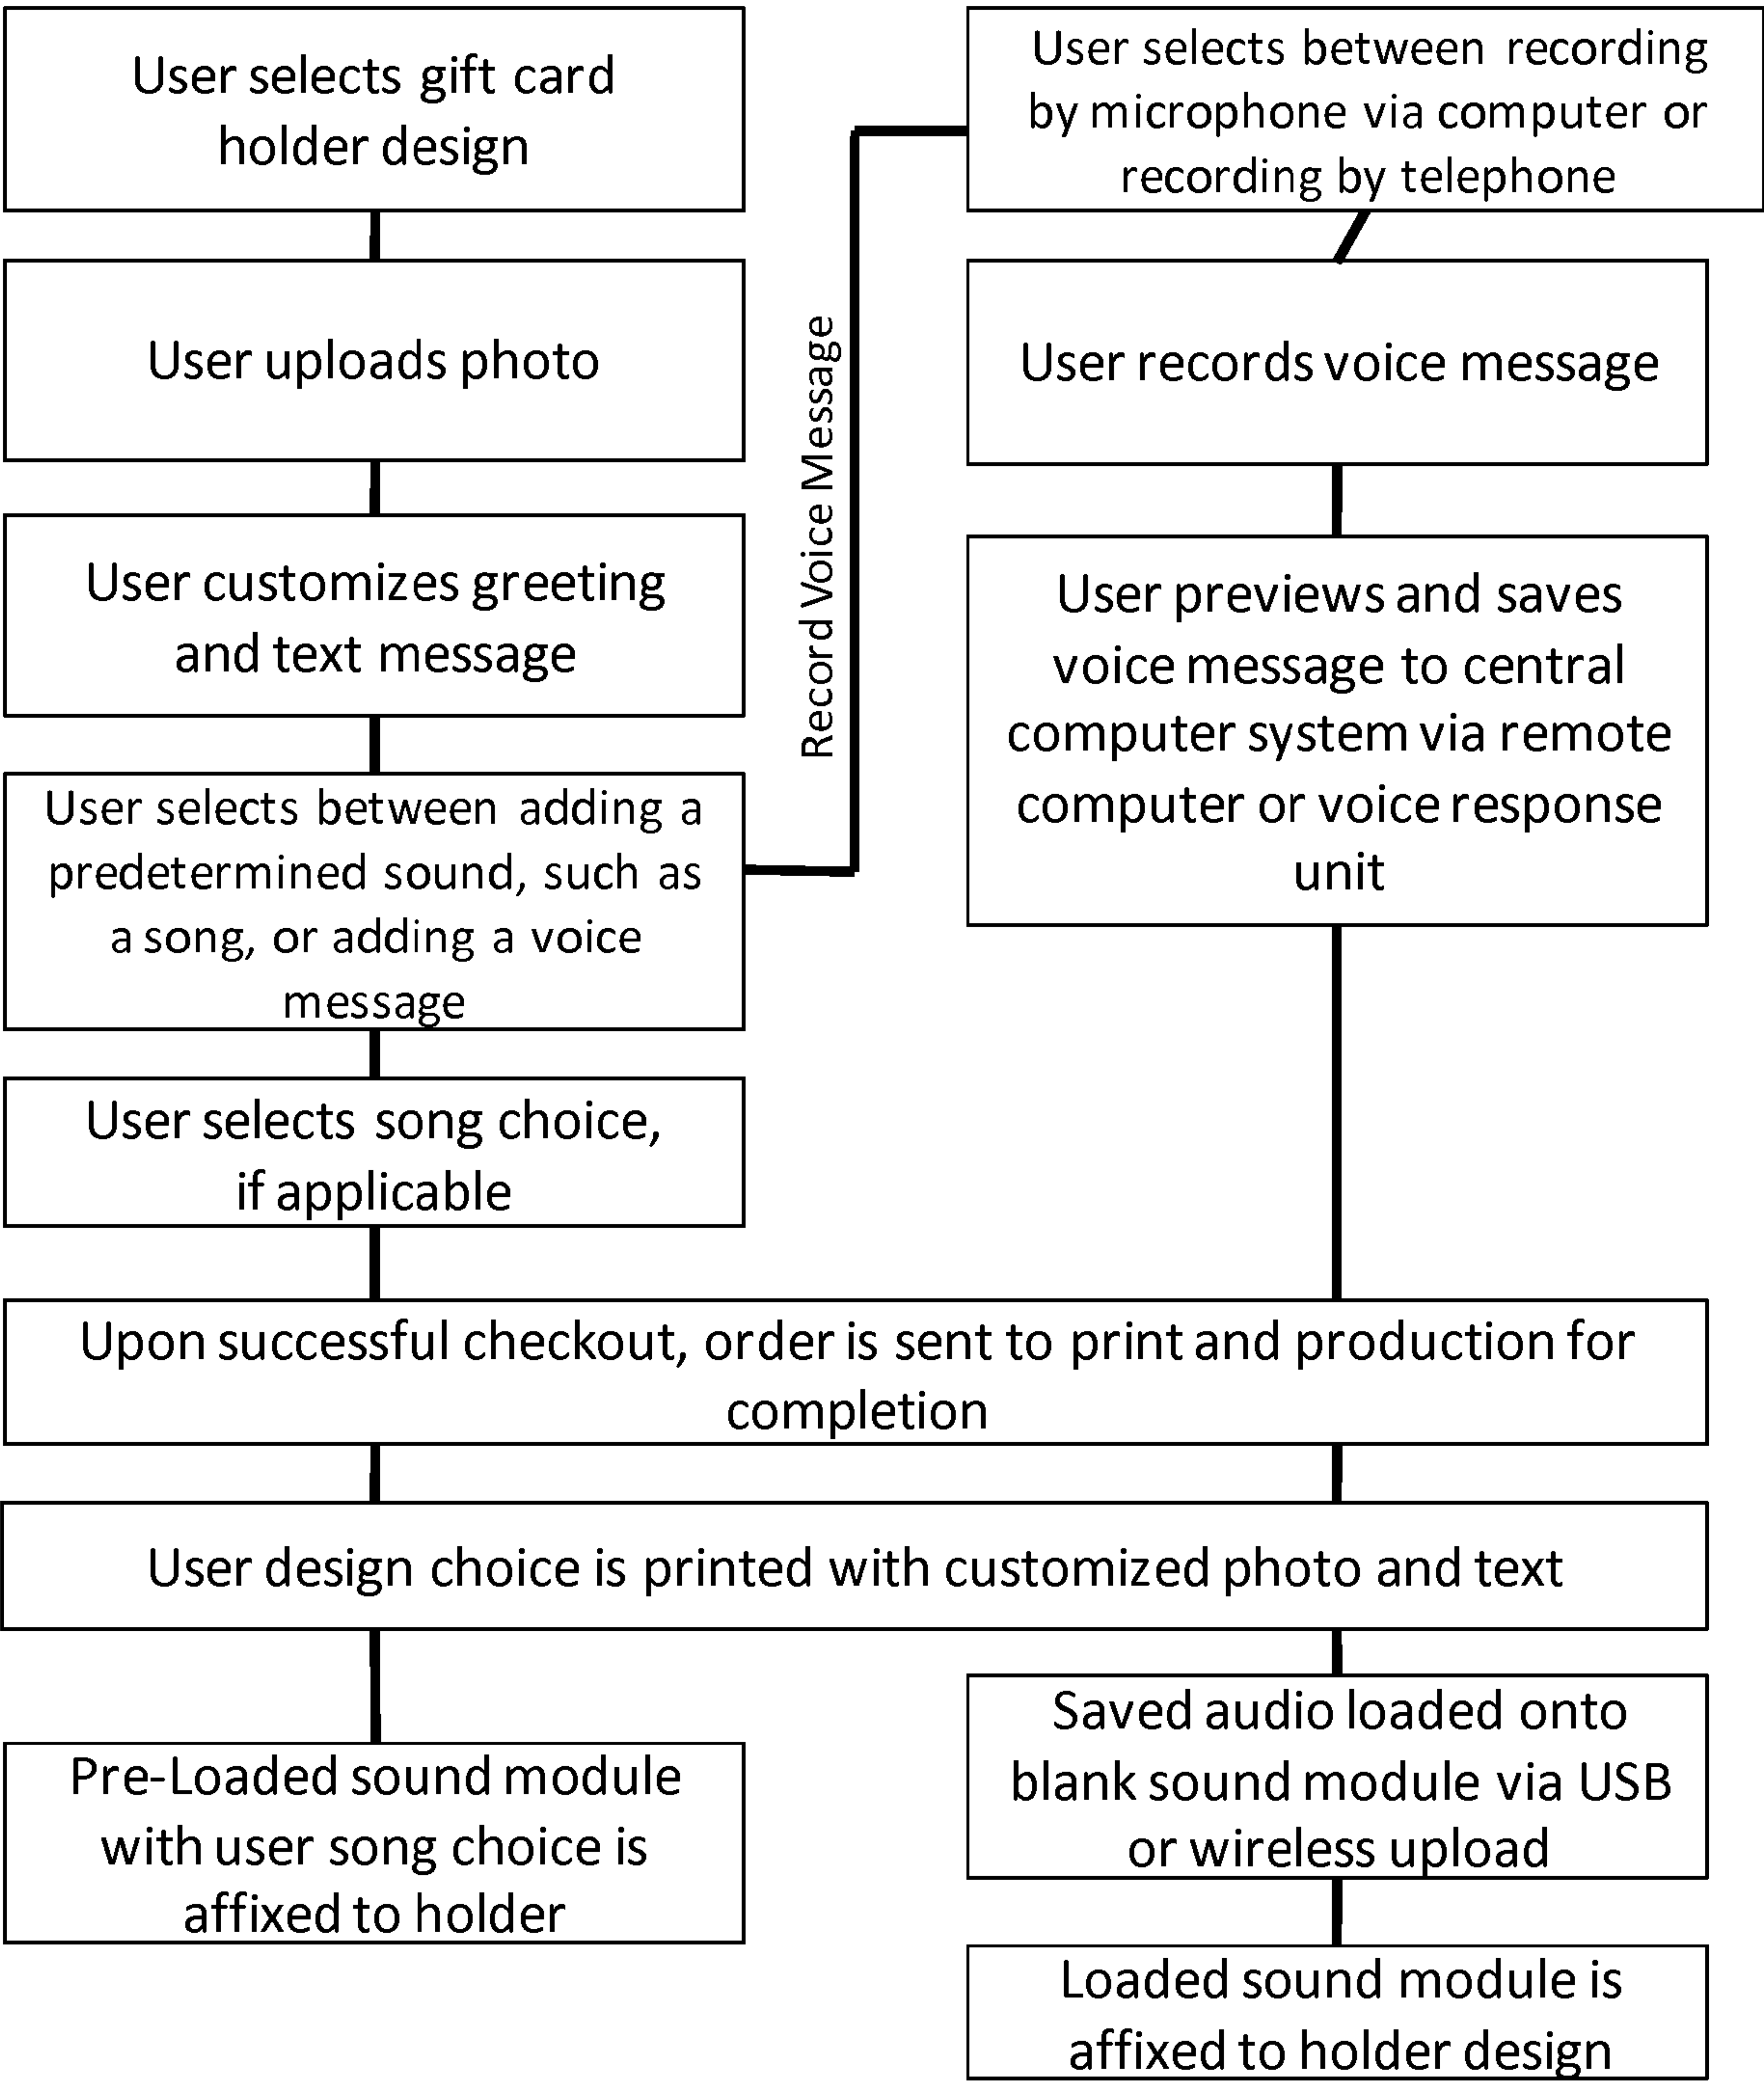 User selects gift card
holder design
User uploads photo
User customizes greeting
and text message
User selects between adding a
predetermined sound, such as
a song, or adding a voice
message
Record Voice Message
User selects between recording
by microphone via computer or
recording by telephone
User records voice message
User previews and saves
voice message to central
computer system via remote
computer or voice response
unit
User selects song choice,
if applicable
Upon successful checkout, order is sent to print and production for
completion
User design choice is printed with customized photo and text
Pre-Loaded sound module
with user song choice is
affixed to holder
Saved audio loaded onto
blank sound module via USB
or wireless upload
Loaded sound module is
affixed to holder design